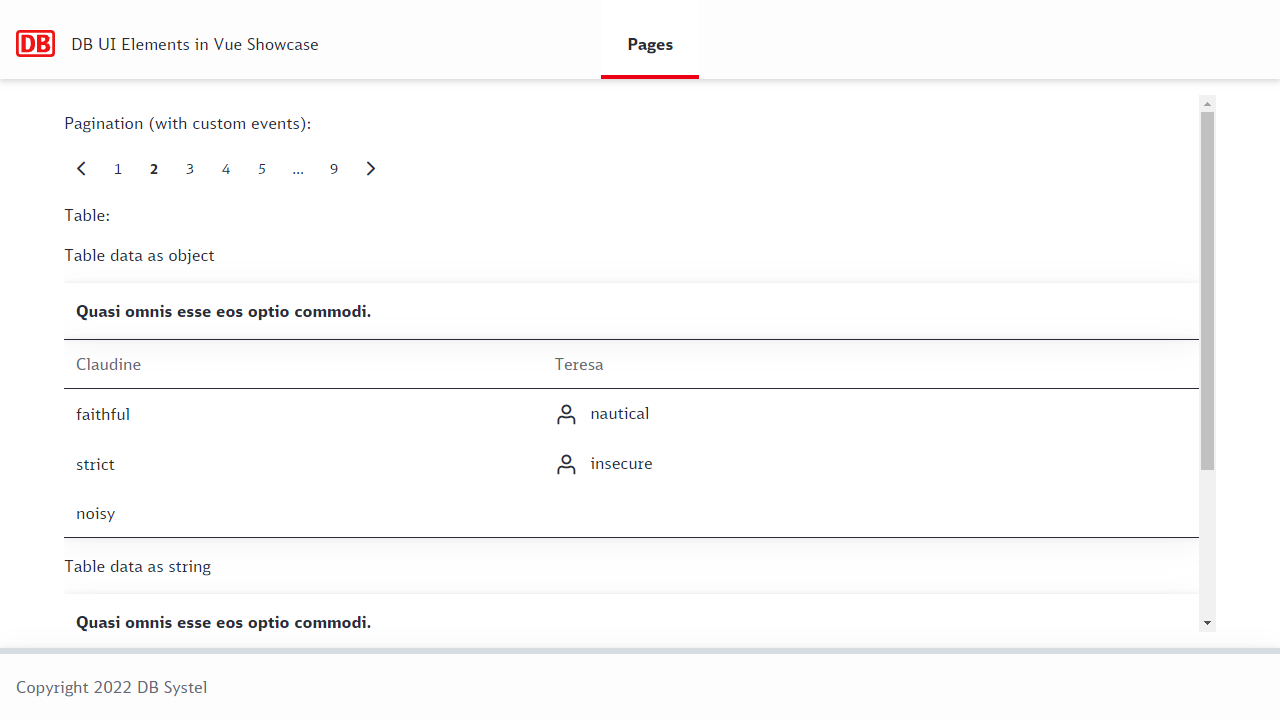 DB DB UI Elements in Vue Showcase Pages
Pagination (with custom events):
1 2 3 4 5 ... 9
Table:
Table data as object
Quasi omnis esse eos optio commodi.
Claudine Teresa
faithful nautical
strict insecure
noisy
Table data as string
Quasi omnis esse eos optio commodi.
Copyright 2022 DB Systel